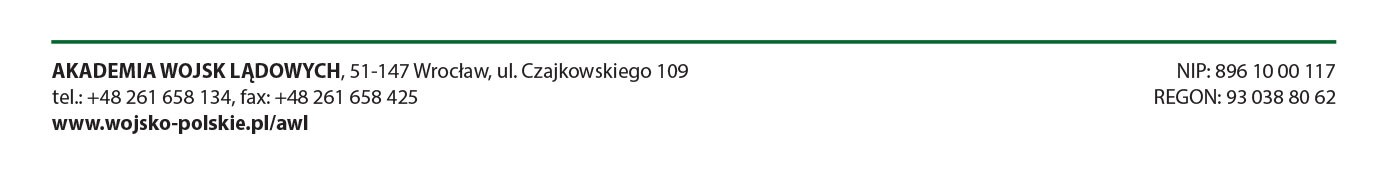 AKADEMIA WOJSK LĄDOWYCH, 51-147 Wrocław, ul. Czajkowskiego 109
tel.: +48 261 658 134, fax: +48 261 658 425
www.wojsko-polskie.pl/awl
NIP: 896 10 00 117
REGON: 93 038 80 62